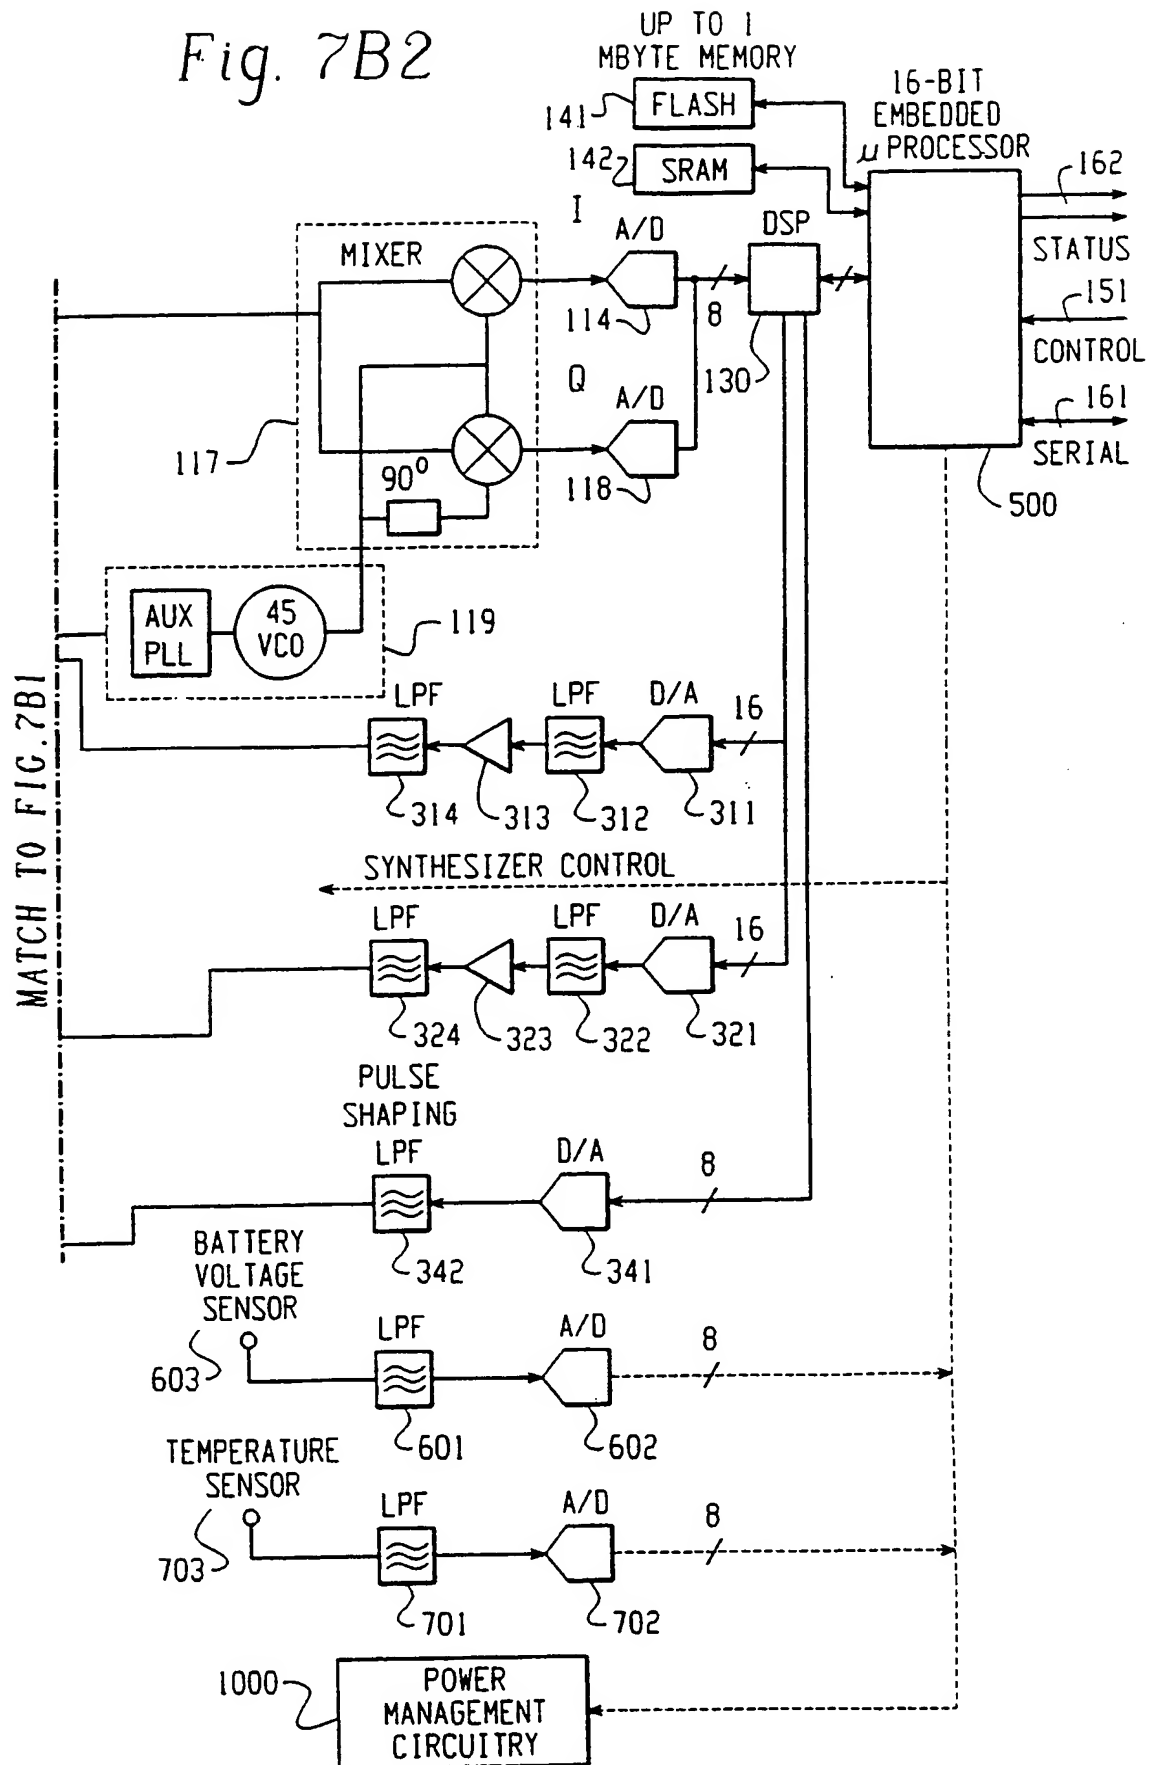 Fig. 7B2
UP TO 1
MBYTE MEMORY
141
FLASH
142
SRAM
16-BIT
EMBEDDED
μ PROCESSOR
162
STATUS
151
CONTROL
161
SERIAL
500
I
A/D
DSP
MIXER
114
8
130
Q
A/D
117
90°
118
AUX
PLL
45
VCO
119
MATCH TO FIG.7B1
LPF
LPF
D/A
16
314
313
312
311
SYNTHESIZER CONTROL
LPF
LPF
D/A
16
324
323
322
321
PULSE
SHAPING
LPF
D/A
8
342
341
BATTERY
VOLTAGE
SENSOR
603
LPF
A/D
8
601
602
TEMPERATURE
SENSOR
703
LPF
A/D
8
701
702
1000
POWER
MANAGEMENT
CIRCUITRY